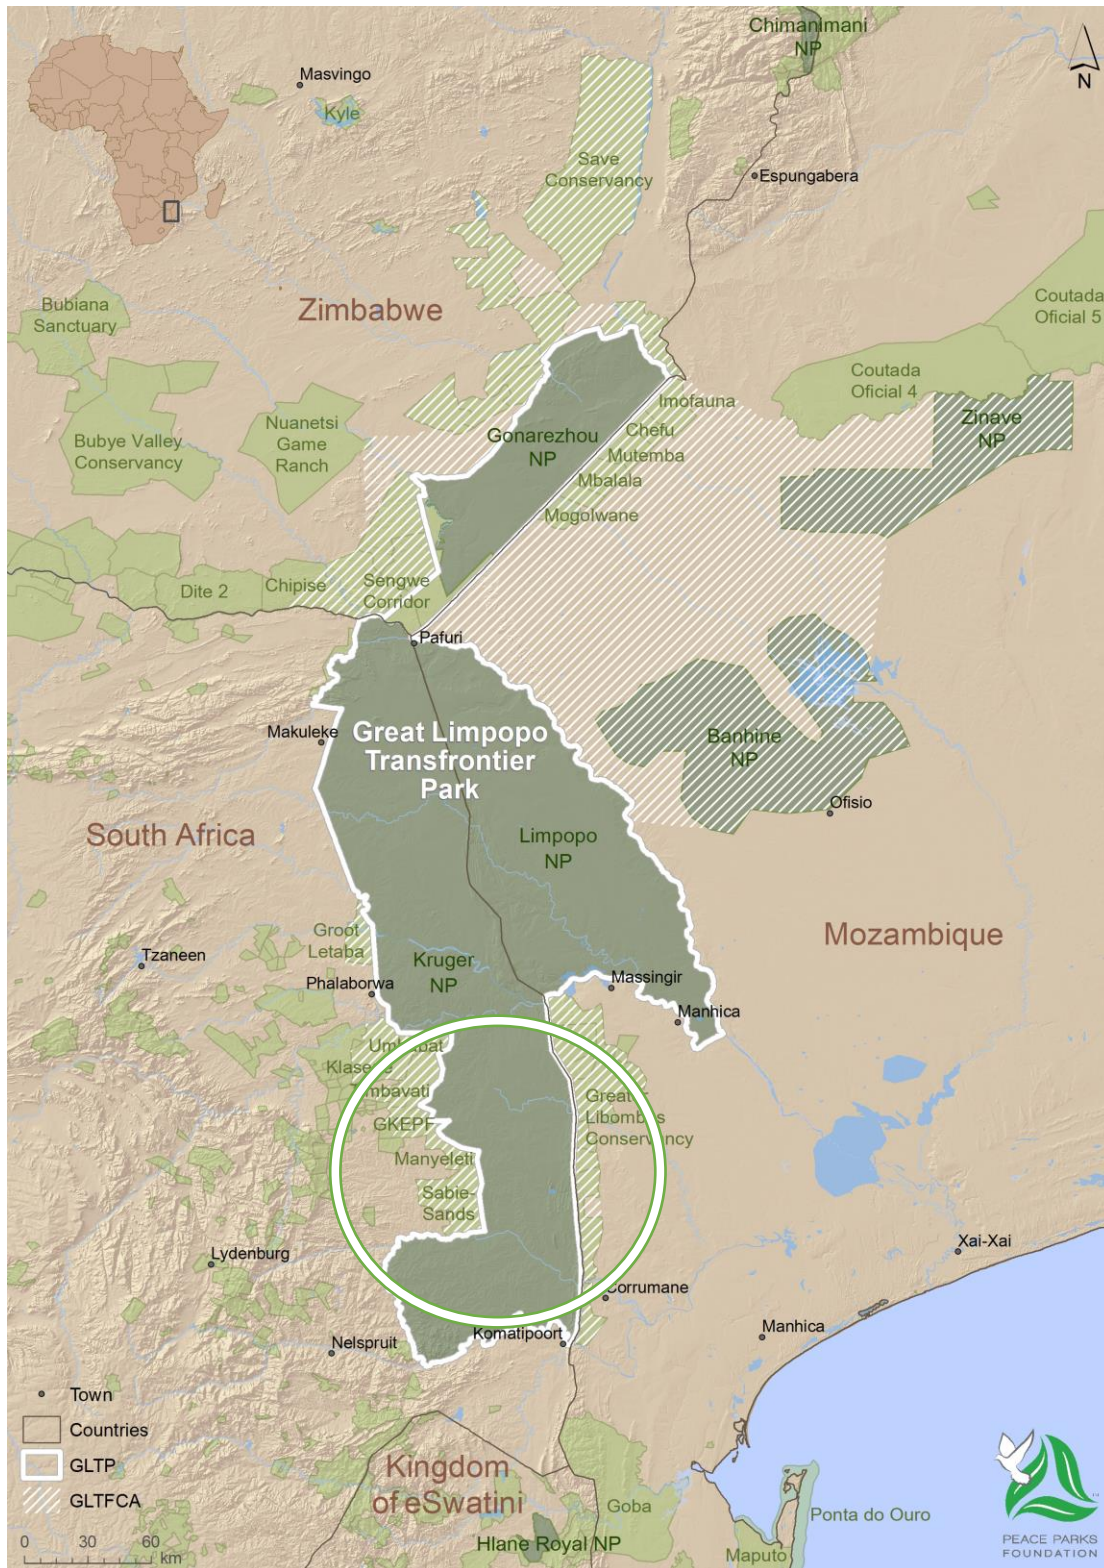 Chimanimani
NP
N
Masvingo
Kyle
Save
Conservancy
Espungabera
Bubiana
Sanctuary
Zimbabwe
Coutada
Oficial 5
Coutada
Oficial 4
Imofauna
Zinave
NP
Nuanetsi
Game
Ranch
Gonarezhou
NP
Chefu
Mutemba
Bubye Valley
Conservancy
Mbalala
Mogolwane
Dite 2
Chipise
Sengwe
Corridor
Pafuri
Makuleke
Great Limpopo
Transfrontier
Park
Banhine
NP
Ofisio
South Africa
Limpopo
NP
Mozambique
Groot
Letaba
Tzaneen
Kruger
NP
Phalaborwa
Massingir
Manhica
GKEPF
Manyeleti
Greater
Libombos
Conservancy
Sabie-
Sands
Lydenburg
Xai-Xai
Corrumane
Nelspruit
Komatipoort
Manhica
Town
Countries
GLTP
GLTFCA
0 30 60
km
Kingdom
of eSwatini
Goba
Hlane Royal NP
Ponta do Ouro
Maputo
PEACE PARKS
FOUNDATION